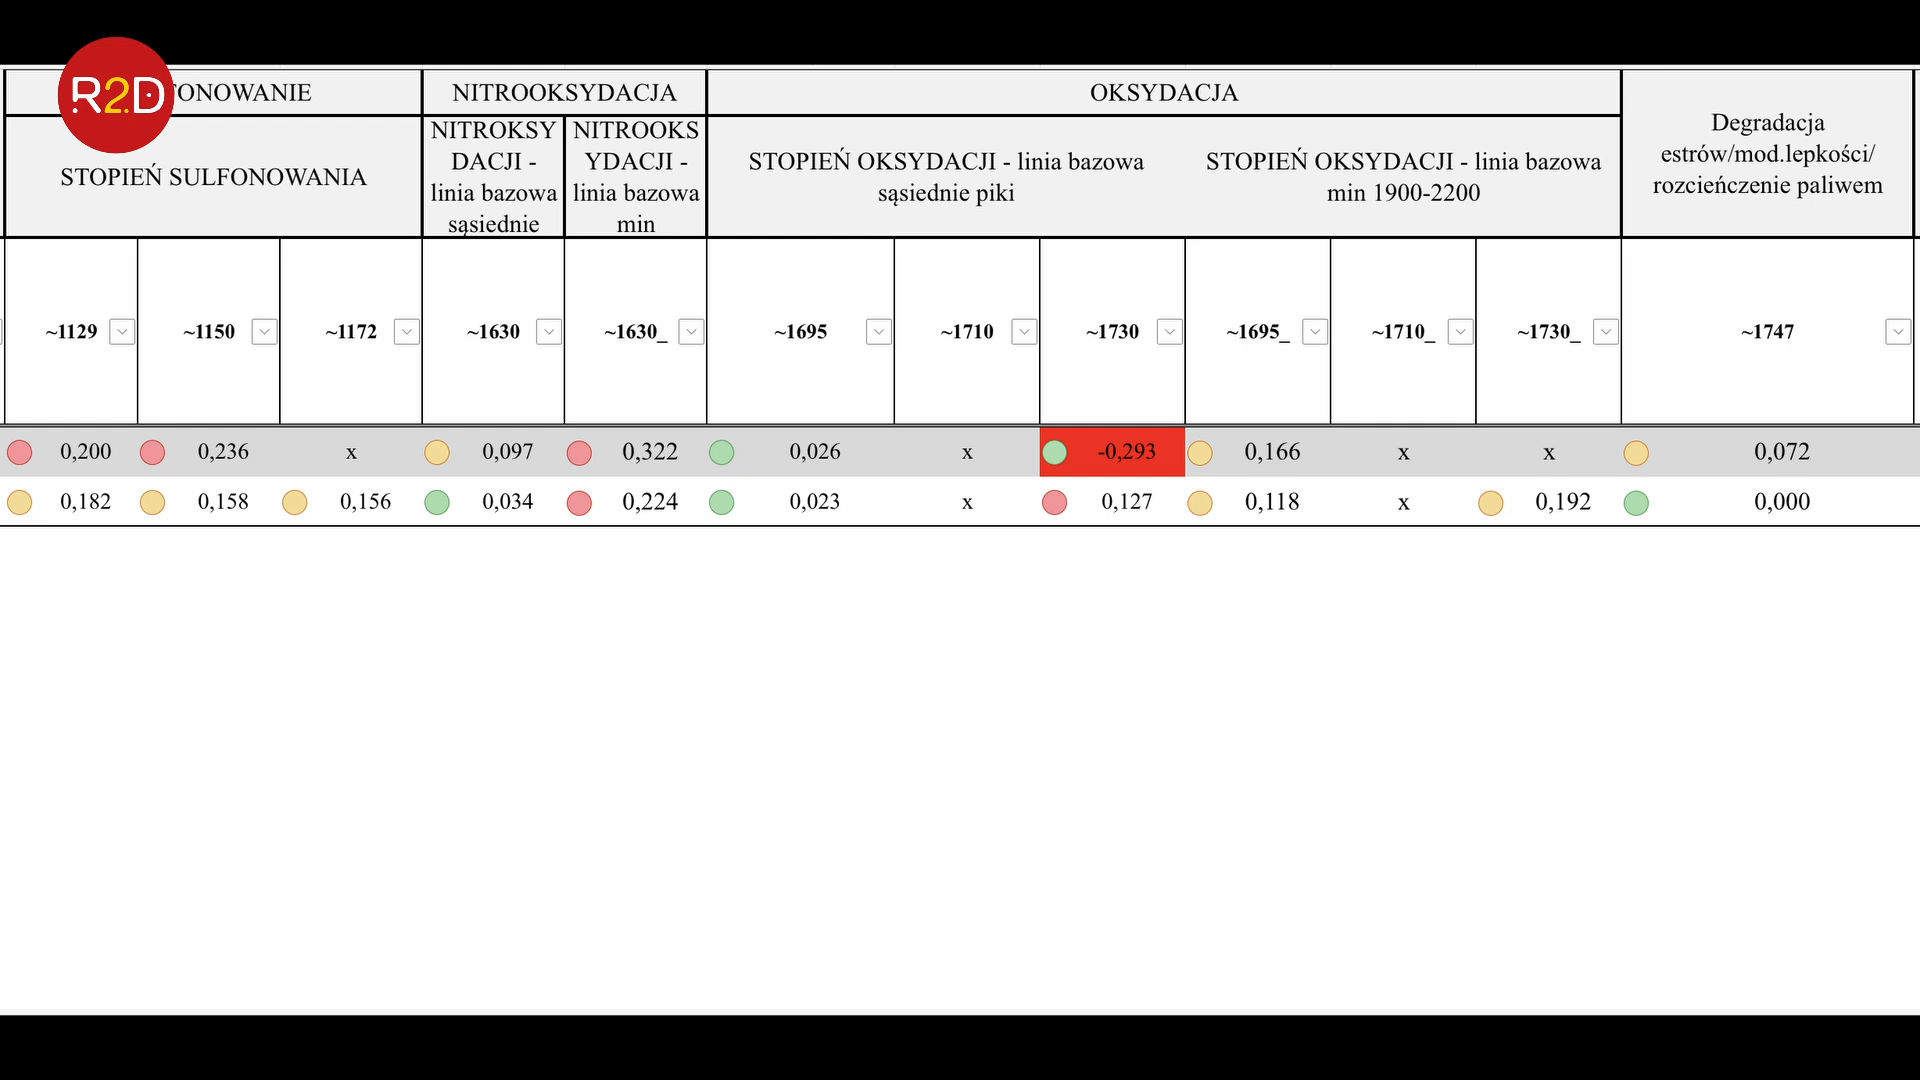 R2D
ONOWANIE
NITROOKSYDACJA
OKSYDACJA
STOPIEŃ SULFONOWANIA
NITROKSY
DACJI -
linia bazowa
sąsiednie
NITROOKS
YDACJI -
linia bazowa
min
STOPIEŃ OKSYDACJI - linia bazowa
sąsiednie piki
STOPIEŃ OKSYDACJI - linia bazowa
min 1900-2200
Degradacja
estrów/mod.lepkości/
rozcieńczenie paliwem
~1129 ~1150 ~1172 ~1630 ~1630_ ~1695 ~1710 ~1730 ~1695_ ~1710_ ~1730_ ~1747
0,200 0,236 x 0,097 0,322 0,026 x -0,293 0,166 x x 0,072
0,182 0,158 0,156 0,034 0,224 0,023 x 0,127 0,118 x 0,192 0,000